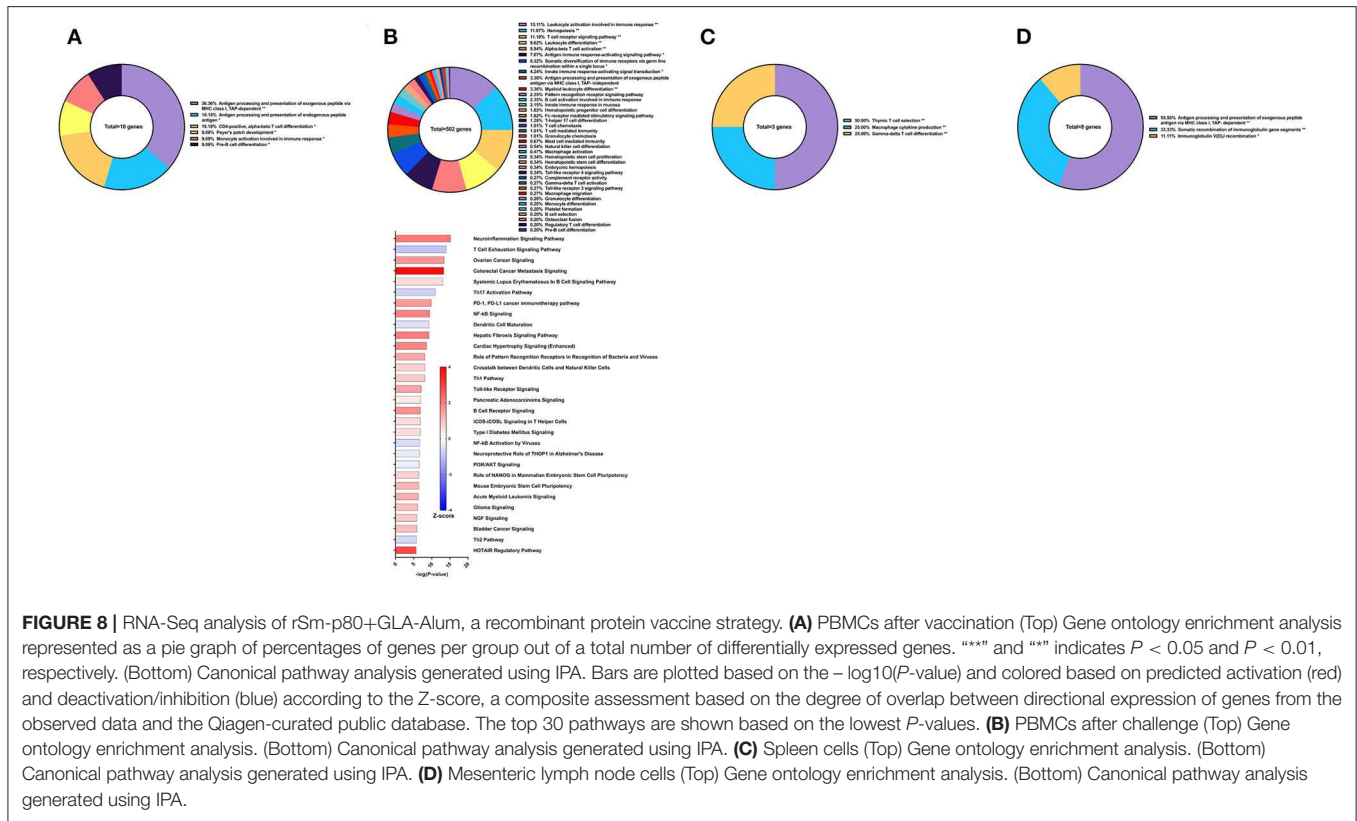 A
B
C
D
Total=10 genes
36.36% Antigen processing and presentation of exogenous peptide via
MHC class I, TAP-dependent **
18.18% Antigen processing and presentation of endogenous peptide
antigen *
18.18% CD4-positive, alpha-beta T cell differentiation *
9.09% Peyer's patch development *
9.09% Monocyte activation involved in immune response *
9.09% Pre-B cell differentiation *
Total=502 genes
13.11% Leukocyte activation involved in immune response **
11.97% Hemopoiesis **
11.10% T cell receptor signaling pathway **
9.82% Leukocyte differentiation **
8.94% Alpha-beta T cell activation **
7.87% Antigen immune response-activating signaling pathway *
6.32% Somatic diversification of immune receptors via germ line
recombination within a single locus *
4.24% Innate immune response-activating signal transduction *
3.36% Antigen processing and presentation of exogenous peptide
antigen via MHC class I, TAP- independent
3.36% Myeloid leukocyte differentiation **
2.35% Pattern recognition receptor signaling pathway
2.35% B cell activation involved in immune response
2.15% Innate immune response in mucosa
1.82% Hematopoietic progenitor cell differentiation
1.82% Fc receptor mediated stimulatory signaling pathway
1.28% T-helper 17 cell differentiation
1.01% T cell chemotaxis
1.01% T cell mediated immunity
1.01% Granulocyte chemotaxis
0.67% Mast cell mediated immunity
0.54% Natural killer cell differentiation
0.47% Macrophage activation
0.34% Hematopoietic stem cell proliferation
0.34% Hematopoietic stem cell differentiation
0.34% Embryonic hemopoiesis
0.34% Toll-like receptor 4 signaling pathway
0.27% Complement receptor activity
0.27% Gamma-delta T cell activation
0.27% Toll-like receptor 3 signaling pathway
0.27% Macrophage migration
0.20% Granulocyte differentiation
0.20% Monocyte differentiation
0.20% Platelet formation
0.20% B cell selection
0.20% Osteoclast fusion
0.20% Regulatory T cell differentiation
0.20% Pre-B cell differentiation
Total=3 genes
50.00% Thymic T cell selection **
25.00% Macrophage cytokine production **
25.00% Gamma-delta T cell differentiation **
Total=8 genes
55.56% Antigen processing and presentation of exogenous peptide
antigen via MHC class I, TAP- dependent **
33.33% Somatic recombination of immunoglobulin gene segments **
11.11% Immunoglobulin V(D)J recombination *
Neuroinflammation Signaling Pathway
T Cell Exhaustion Signaling Pathway
Ovarian Cancer Signaling
Colorectal Cancer Metastasis Signaling
Systemic Lupus Erythematosus In B Cell Signaling Pathway
Th17 Activation Pathway
PD-1, PD-L1 cancer immunotherapy pathway
NF-kB Signaling
Dendritic Cell Maturation
Hepatic Fibrosis Signaling Pathway
Cardiac Hypertrophy Signaling (Enhanced)
Role of Pattern Recognition Receptors in Recognition of Bacteria and Viruses
Crosstalk between Dendritic Cells and Natural Killer Cells
Th1 Pathway
Toll-like Receptor Signaling
Pancreatic Adenocarcinoma Signaling
B Cell Receptor Signaling
iCOS-iCOSL Signaling in T Helper Cells
Type I Diabetes Mellitus Signaling
NF-kB Activation by Viruses
Neuroprotective Role of THOP1 in Alzheimer's Disease
PI3K/AKT Signaling
Role of NANOG in Mammalian Embryonic Stem Cell Pluripotency
Mouse Embryonic Stem Cell Pluripotency
Acute Myeloid Leukemia Signaling
Glioma Signaling
NGF Signaling
Bladder Cancer Signaling
Th2 Pathway
HOTAIR Regulatory Pathway
4
2
0
-2
-4
Z-score
0 5 10 15 20
-log(P-value)
FIGURE 8 | RNA-Seq analysis of rSm-p80+GLA-Alum, a recombinant protein vaccine strategy. (A) PBMCs after vaccination (Top) Gene ontology enrichment analysis
represented as a pie graph of percentages of genes per group out of a total number of differentially expressed genes. "**" and "*" indicates P < 0.05 and P < 0.01,
respectively. (Bottom) Canonical pathway analysis generated using IPA. Bars are plotted based on the – log10(P-value) and colored based on predicted activation (red)
and deactivation/inhibition (blue) according to the Z-score, a composite assessment based on the degree of overlap between directional expression of genes from the
observed data and the Qiagen-curated public database. The top 30 pathways are shown based on the lowest P-values. (B) PBMCs after challenge (Top) Gene
ontology enrichment analysis. (Bottom) Canonical pathway analysis generated using IPA. (C) Spleen cells (Top) Gene ontology enrichment analysis. (Bottom)
Canonical pathway analysis generated using IPA. (D) Mesenteric lymph node cells (Top) Gene ontology enrichment analysis. (Bottom) Canonical pathway analysis
generated using IPA.